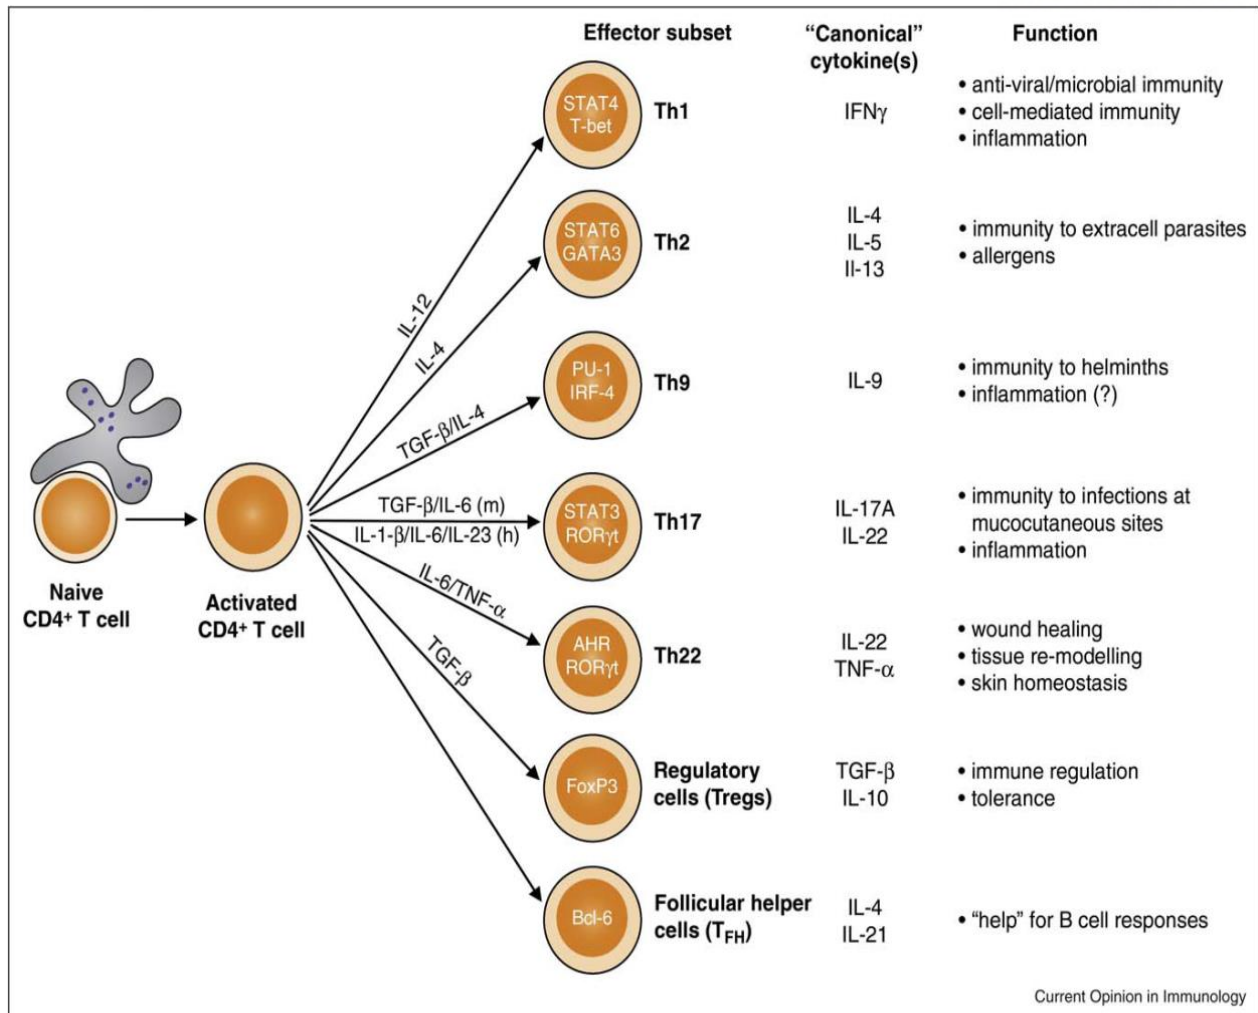 Effector subset
“Canonical” cytokine(s)
Function
STAT4
T-bet
Th1
IFNγ
• anti-viral/microbial immunity
• cell-mediated immunity
• inflammation
STAT6
GATA3
Th2
IL-4
IL-5
Il-13
• immunity to extracell parasites
• allergens
IL-12
IL-4
PU-1
IRF-4
Th9
IL-9
• immunity to helminths
• inflammation (?)
TGF-β/IL-4
TGF-β/IL-6 (m)
IL-1-β/IL-6/IL-23 (h)
STAT3
RORγt
Th17
IL-17A
IL-22
• immunity to infections at
mucocutaneous sites
• inflammation
Naive
CD4+ T cell
Activated
CD4+ T cell
IL-6/TNF-α
AHR
RORγt
Th22
IL-22
TNF-α
• wound healing
• tissue re-modelling
• skin homeostasis
TGF-β
FoxP3
Regulatory
cells (Tregs)
TGF-β
IL-10
• immune regulation
• tolerance
Bcl-6
Follicular helper
cells (TFH)
IL-4
IL-21
• “help” for B cell responses
Current Opinion in Immunology